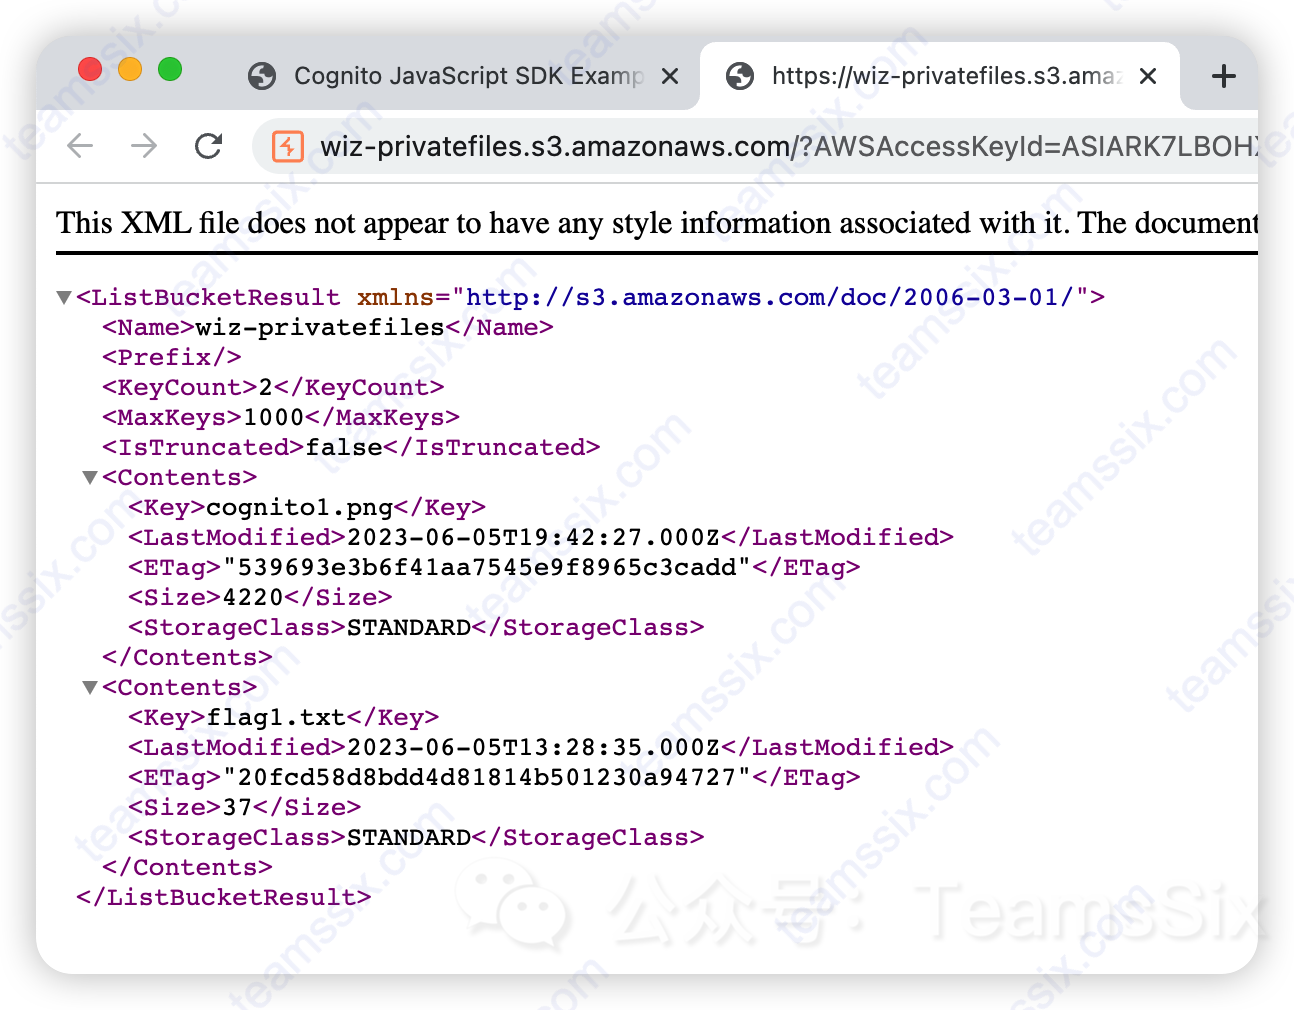 Cognito JavaScript SDK Examp
https://wiz-privatefiles.s3.amaz
wiz-privatefiles.s3.amazonaws.com/?AWSAccessKeyId=ASIARK7LBOHX
This XML file does not appear to have any style information associated with it. The document
<ListBucketResult xmlns="http://s3.amazonaws.com/doc/2006-03-01/">
<Name>wiz-privatefiles</Name>
<Prefix/>
<KeyCount>2</KeyCount>
<MaxKeys>1000</MaxKeys>
<IsTruncated>false</IsTruncated>
<Contents>
<Key>cognito1.png</Key>
<LastModified>2023-06-05T19:42:27.000Z</LastModified>
<ETag>"539693e3b6f41aa7545e9f8965c3cadd"</ETag>
<Size>4220</Size>
<StorageClass>STANDARD</StorageClass>
</Contents>
<Contents>
<Key>flag1.txt</Key>
<LastModified>2023-06-05T13:28:35.000Z</LastModified>
<ETag>"20fcd58d8bdd4d81814b501230a94727"</ETag>
<Size>37</Size>
<StorageClass>STANDARD</StorageClass>
</Contents>
</ListBucketResult>
公众号: TeamsSix
teamssix.com